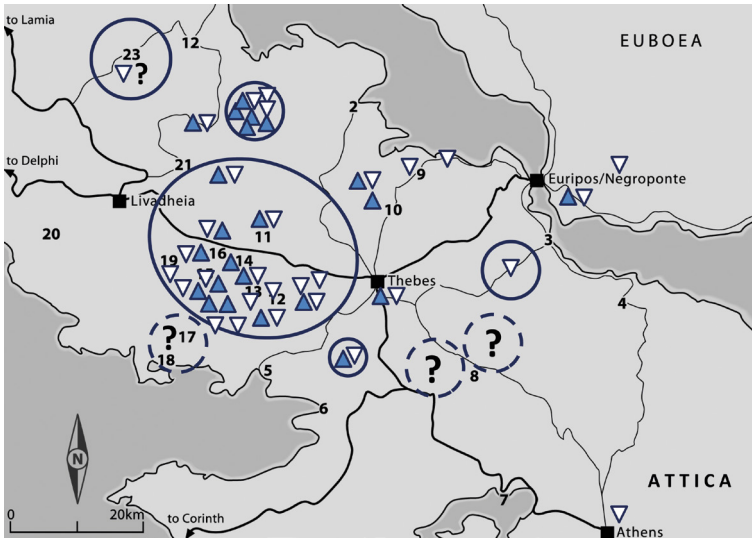 to Lamia
12
23
?
EUBOEA
2
to Delphi
21
9
Euripos/Negroponte
Livadheia
10
20
11
3
19
16
14
13
12
Thebes
4
?
17
18
?
?
8
5
6
N
ATTICA
7
0
20km
to Corinth
Athens